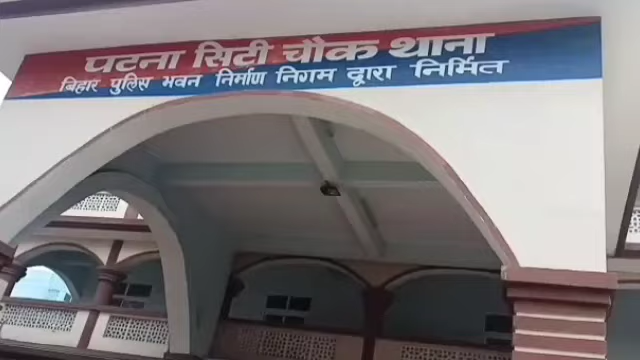 पटना सिटी चौक थाना
बिहार पुलिस भवन निर्माण निगम द्वारा निर्मित